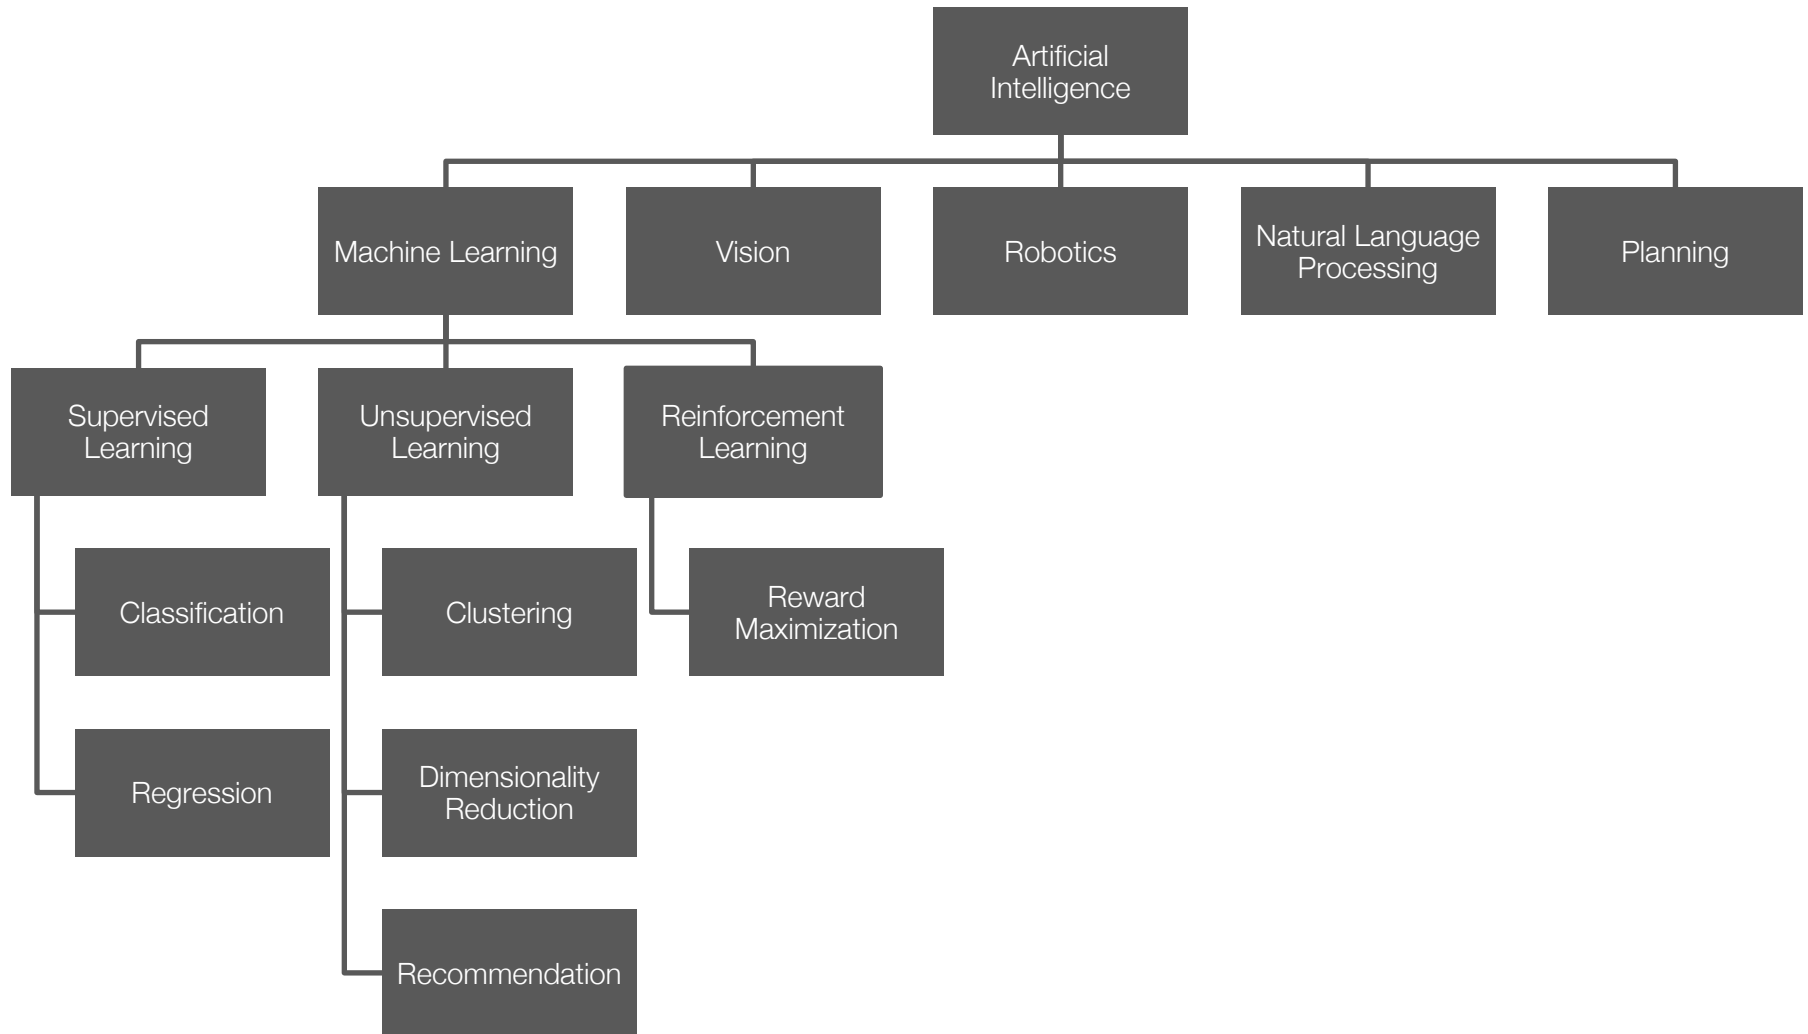 Artificial
Intelligence
Machine Learning
Vision
Robotics
Natural Language
Processing
Planning
Supervised
Learning
Unsupervised
Learning
Reinforcement
Learning
Classification
Clustering
Reward
Maximization
Regression
Dimensionality
Reduction
Recommendation